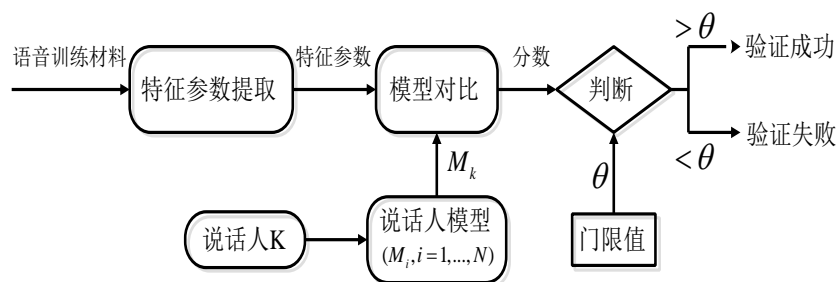 语音训练材料
特征参数提取
特征参数
模型对比
分数
判断
>θ
验证成功
<θ
验证失败
M_k
θ
说话人K
说话人模型
(M_i, i=1,...,N)
门限值